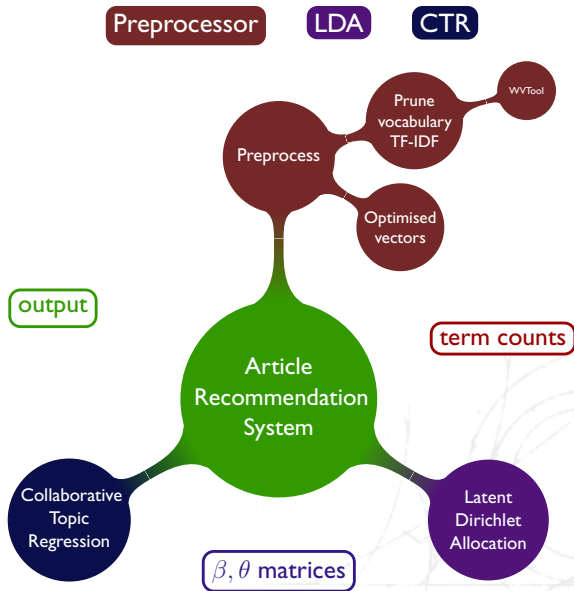 Preprocessor
LDA
CTR
WVTool
Prune
vocabulary
TF-IDF
Preprocess
Optimised
vectors
output
term counts
Article
Recommendation
System
Collaborative
Topic
Regression
Latent
Dirichlet
Allocation
β, θ matrices